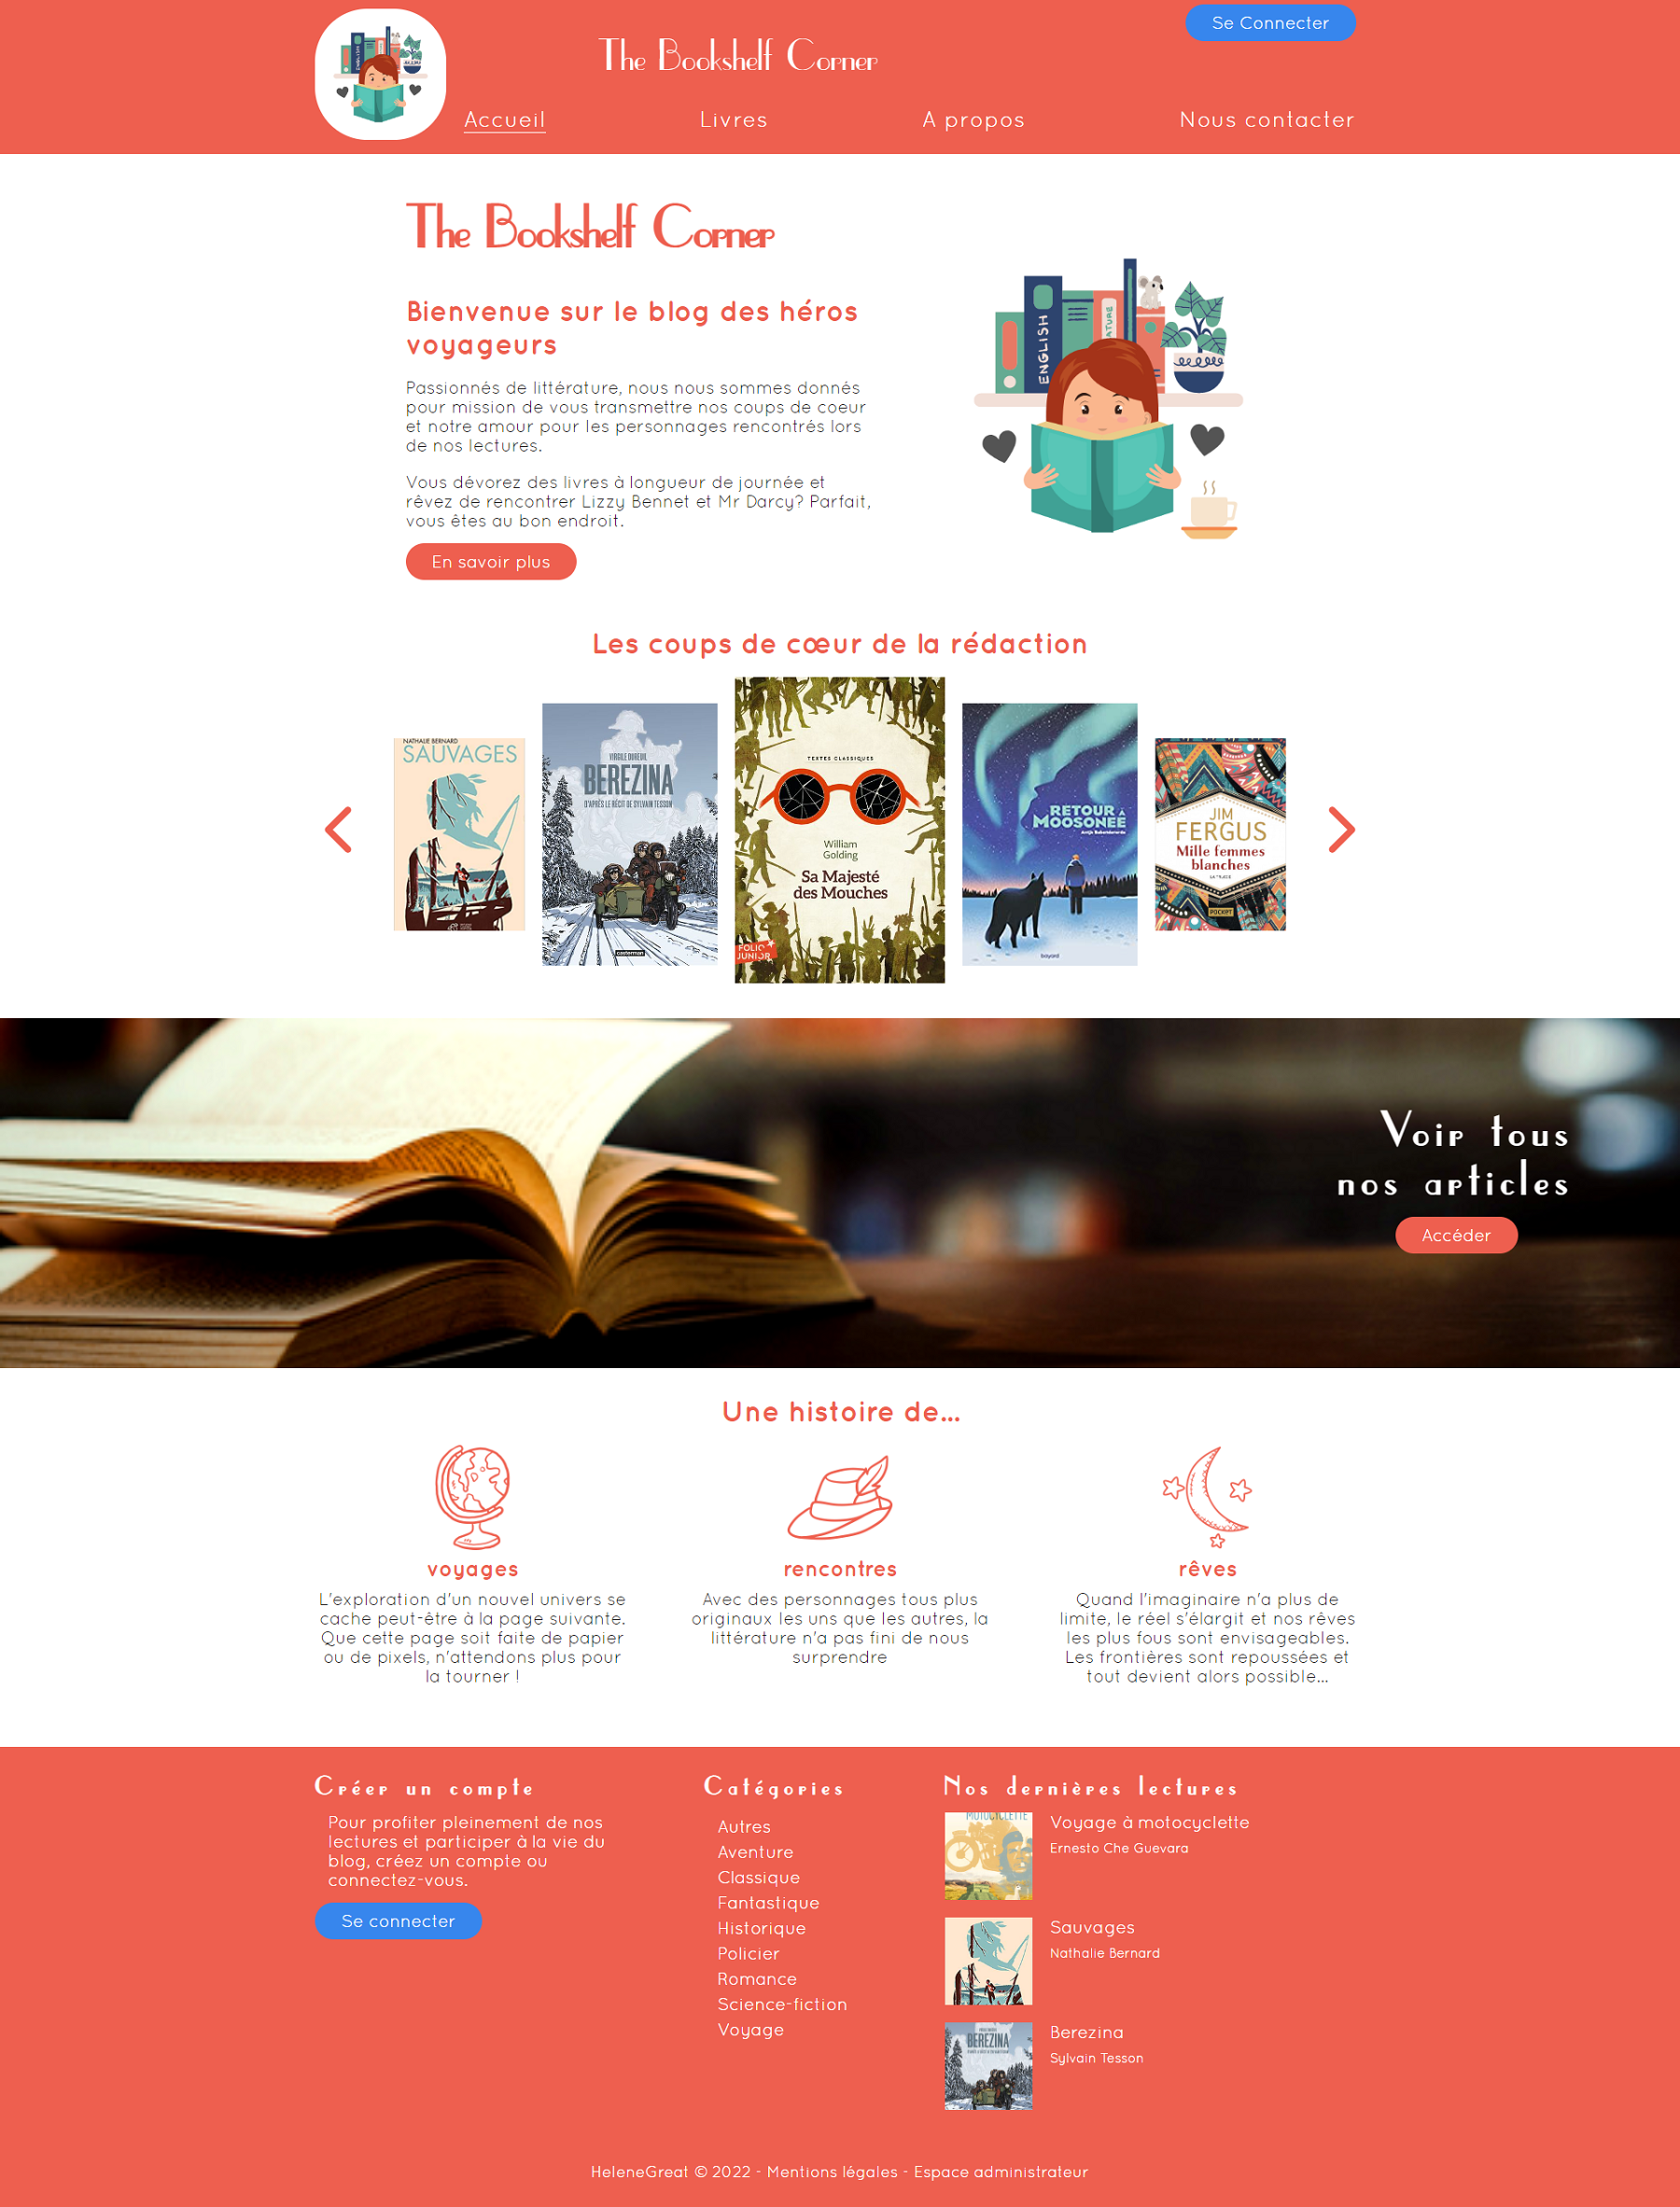 The Bookshelf Corner
Se Connecter
Accueil
Livres
A propos
Nous contacter
The Bookshelf Corner
Bienvenue sur le blog des héros
voyageurs
Passionnés de littérature, nous nous sommes donnés
pour mission de vous transmettre nos coups de coeur
et notre amour pour les personnages rencontrés lors
de nos lectures.
Vous dévorez des livres à longueur de journée et
rêvez de rencontrer Lizzy Bennet et Mr Darcy? Parfait,
vous êtes au bon endroit.
En savoir plus
ENGLISH
Les coups de cœur de la rédaction
NATHALIE BERNARD
SAUVAGES
VIRGILE DUREUIL
BEREZINA
D'APRÈS LE RÉCIT DE SYLVAIN TESSON
casterman
TEXTES CLASSIQUES
William
Golding
Sa Majesté
des Mouches
FOLIO
JUNIOR
RETOUR À
MOOSONEE
bayard
JIM
FERGUS
Mille femmes
blanches
POCKET
Voir tous
nos articles
Accéder
Une histoire de...
voyages
L'exploration d'un nouvel univers se
cache peut-être à la page suivante.
Que cette page soit faite de papier
ou de pixels, n'attendons plus pour
la tourner !
rencontres
Avec des personnages tous plus
originaux les uns que les autres, la
littérature n'a pas fini de nous
surprendre
rêves
Quand l'imaginaire n'a plus de
limite, le réel s'élargit et nos rêves
les plus fous sont envisageables.
Les frontières sont repoussées et
tout devient alors possible...
Créer un compte
Pour profiter pleinement de nos
lectures et participer à la vie du
blog, créez un compte ou
connectez-vous.
Se connecter
Catégories
Autres
Aventure
Classique
Fantastique
Historique
Policier
Romance
Science-fiction
Voyage
Nos dernières lectures
MOTOCYCLETTE
Voyage à motocyclette
Ernesto Che Guevara
Sauvages
Nathalie Bernard
BEREZINA
Berezina
Sylvain Tesson
HeleneGreat © 2022 - Mentions légales - Espace administrateur